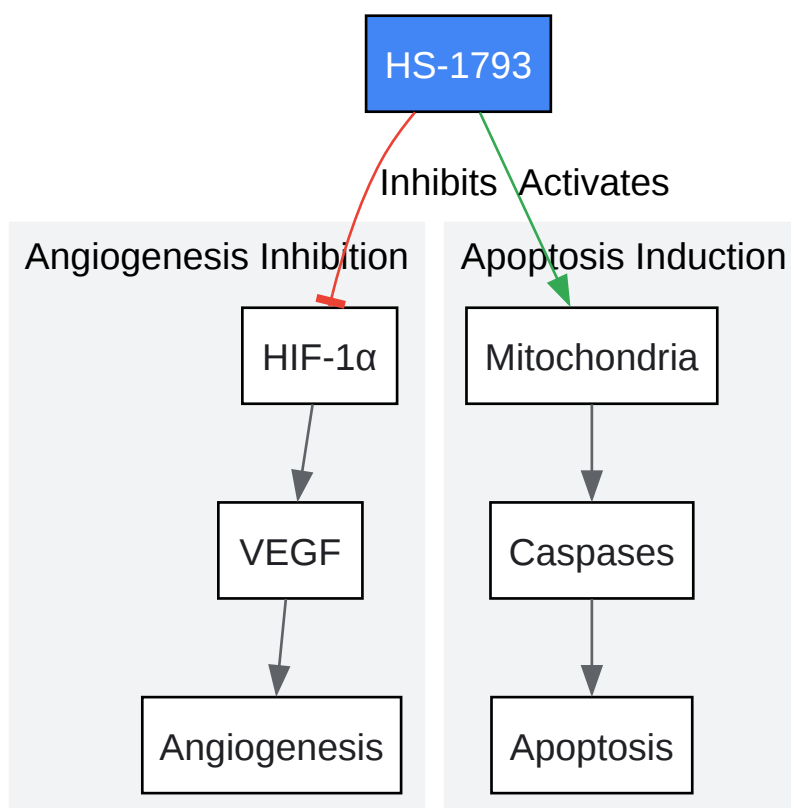 HS-1793
Inhibits
Activates
Angiogenesis Inhibition
Apoptosis Induction
HIF-1α
Mitochondria
VEGF
Caspases
Angiogenesis
Apoptosis